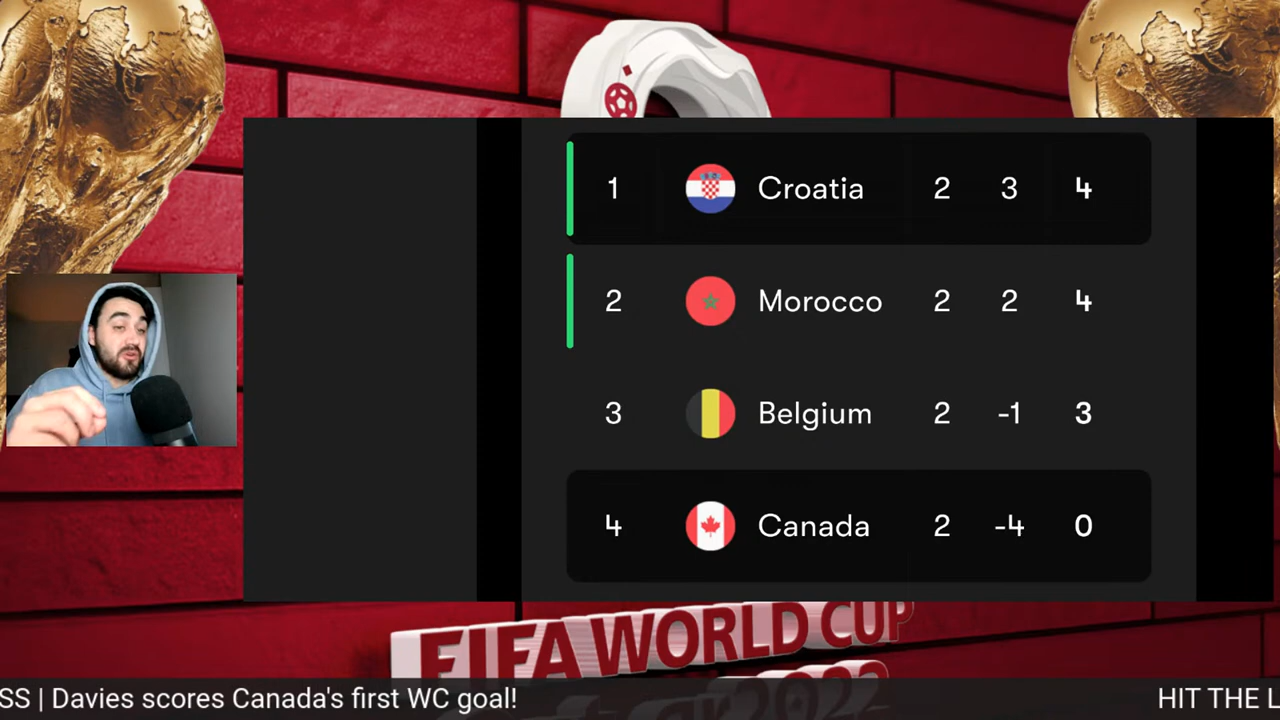 1 Croatia 2 3 4
2 Morocco 2 2 4
3 Belgium 2 -1 3
4 Canada 2 -4 0
FIFA WORLD CUP
2022
SS | Davies scores Canada's first WC goal! HIT THE L